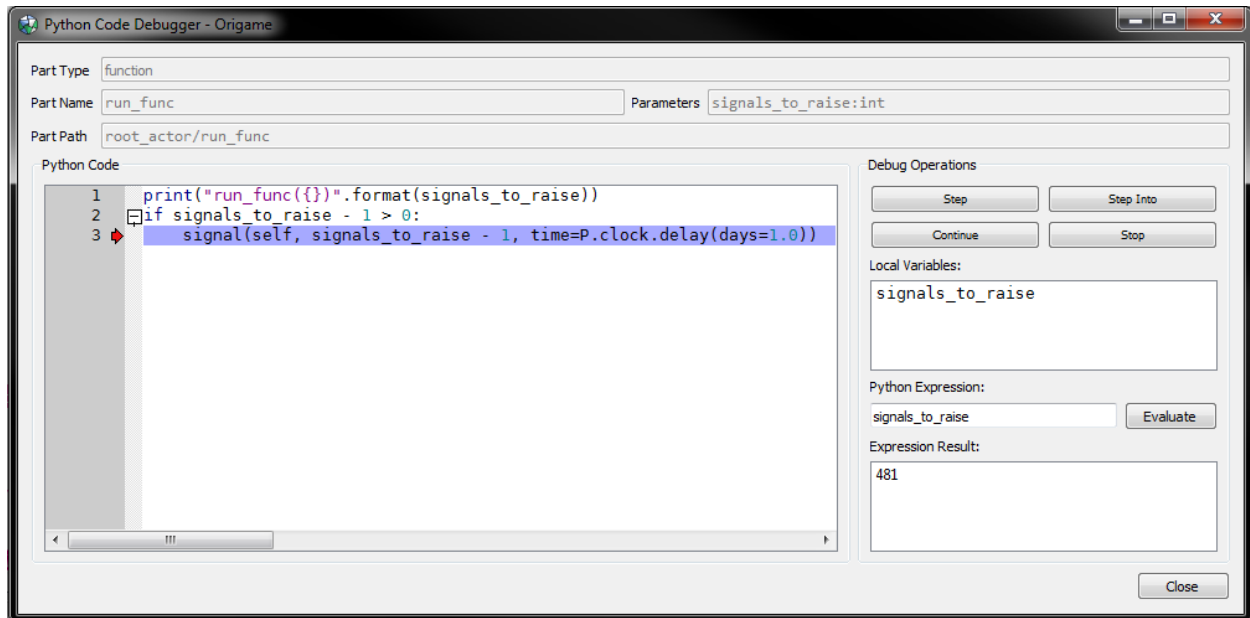 Python Code Debugger - Origame
Part Type function
Part Name run_func Parameters signals_to_raise:int
Part Path root_actor/run_func
Python Code
1 print("run_func({})".format(signals_to_raise))
2 if signals_to_raise - 1 > 0:
3 signal(self, signals_to_raise - 1, time=P.clock.delay(days=1.0))
Debug Operations
Step Step Into
Continue Stop
Local Variables:
signals_to_raise
Python Expression:
signals_to_raise Evaluate
Expression Result:
481
Close